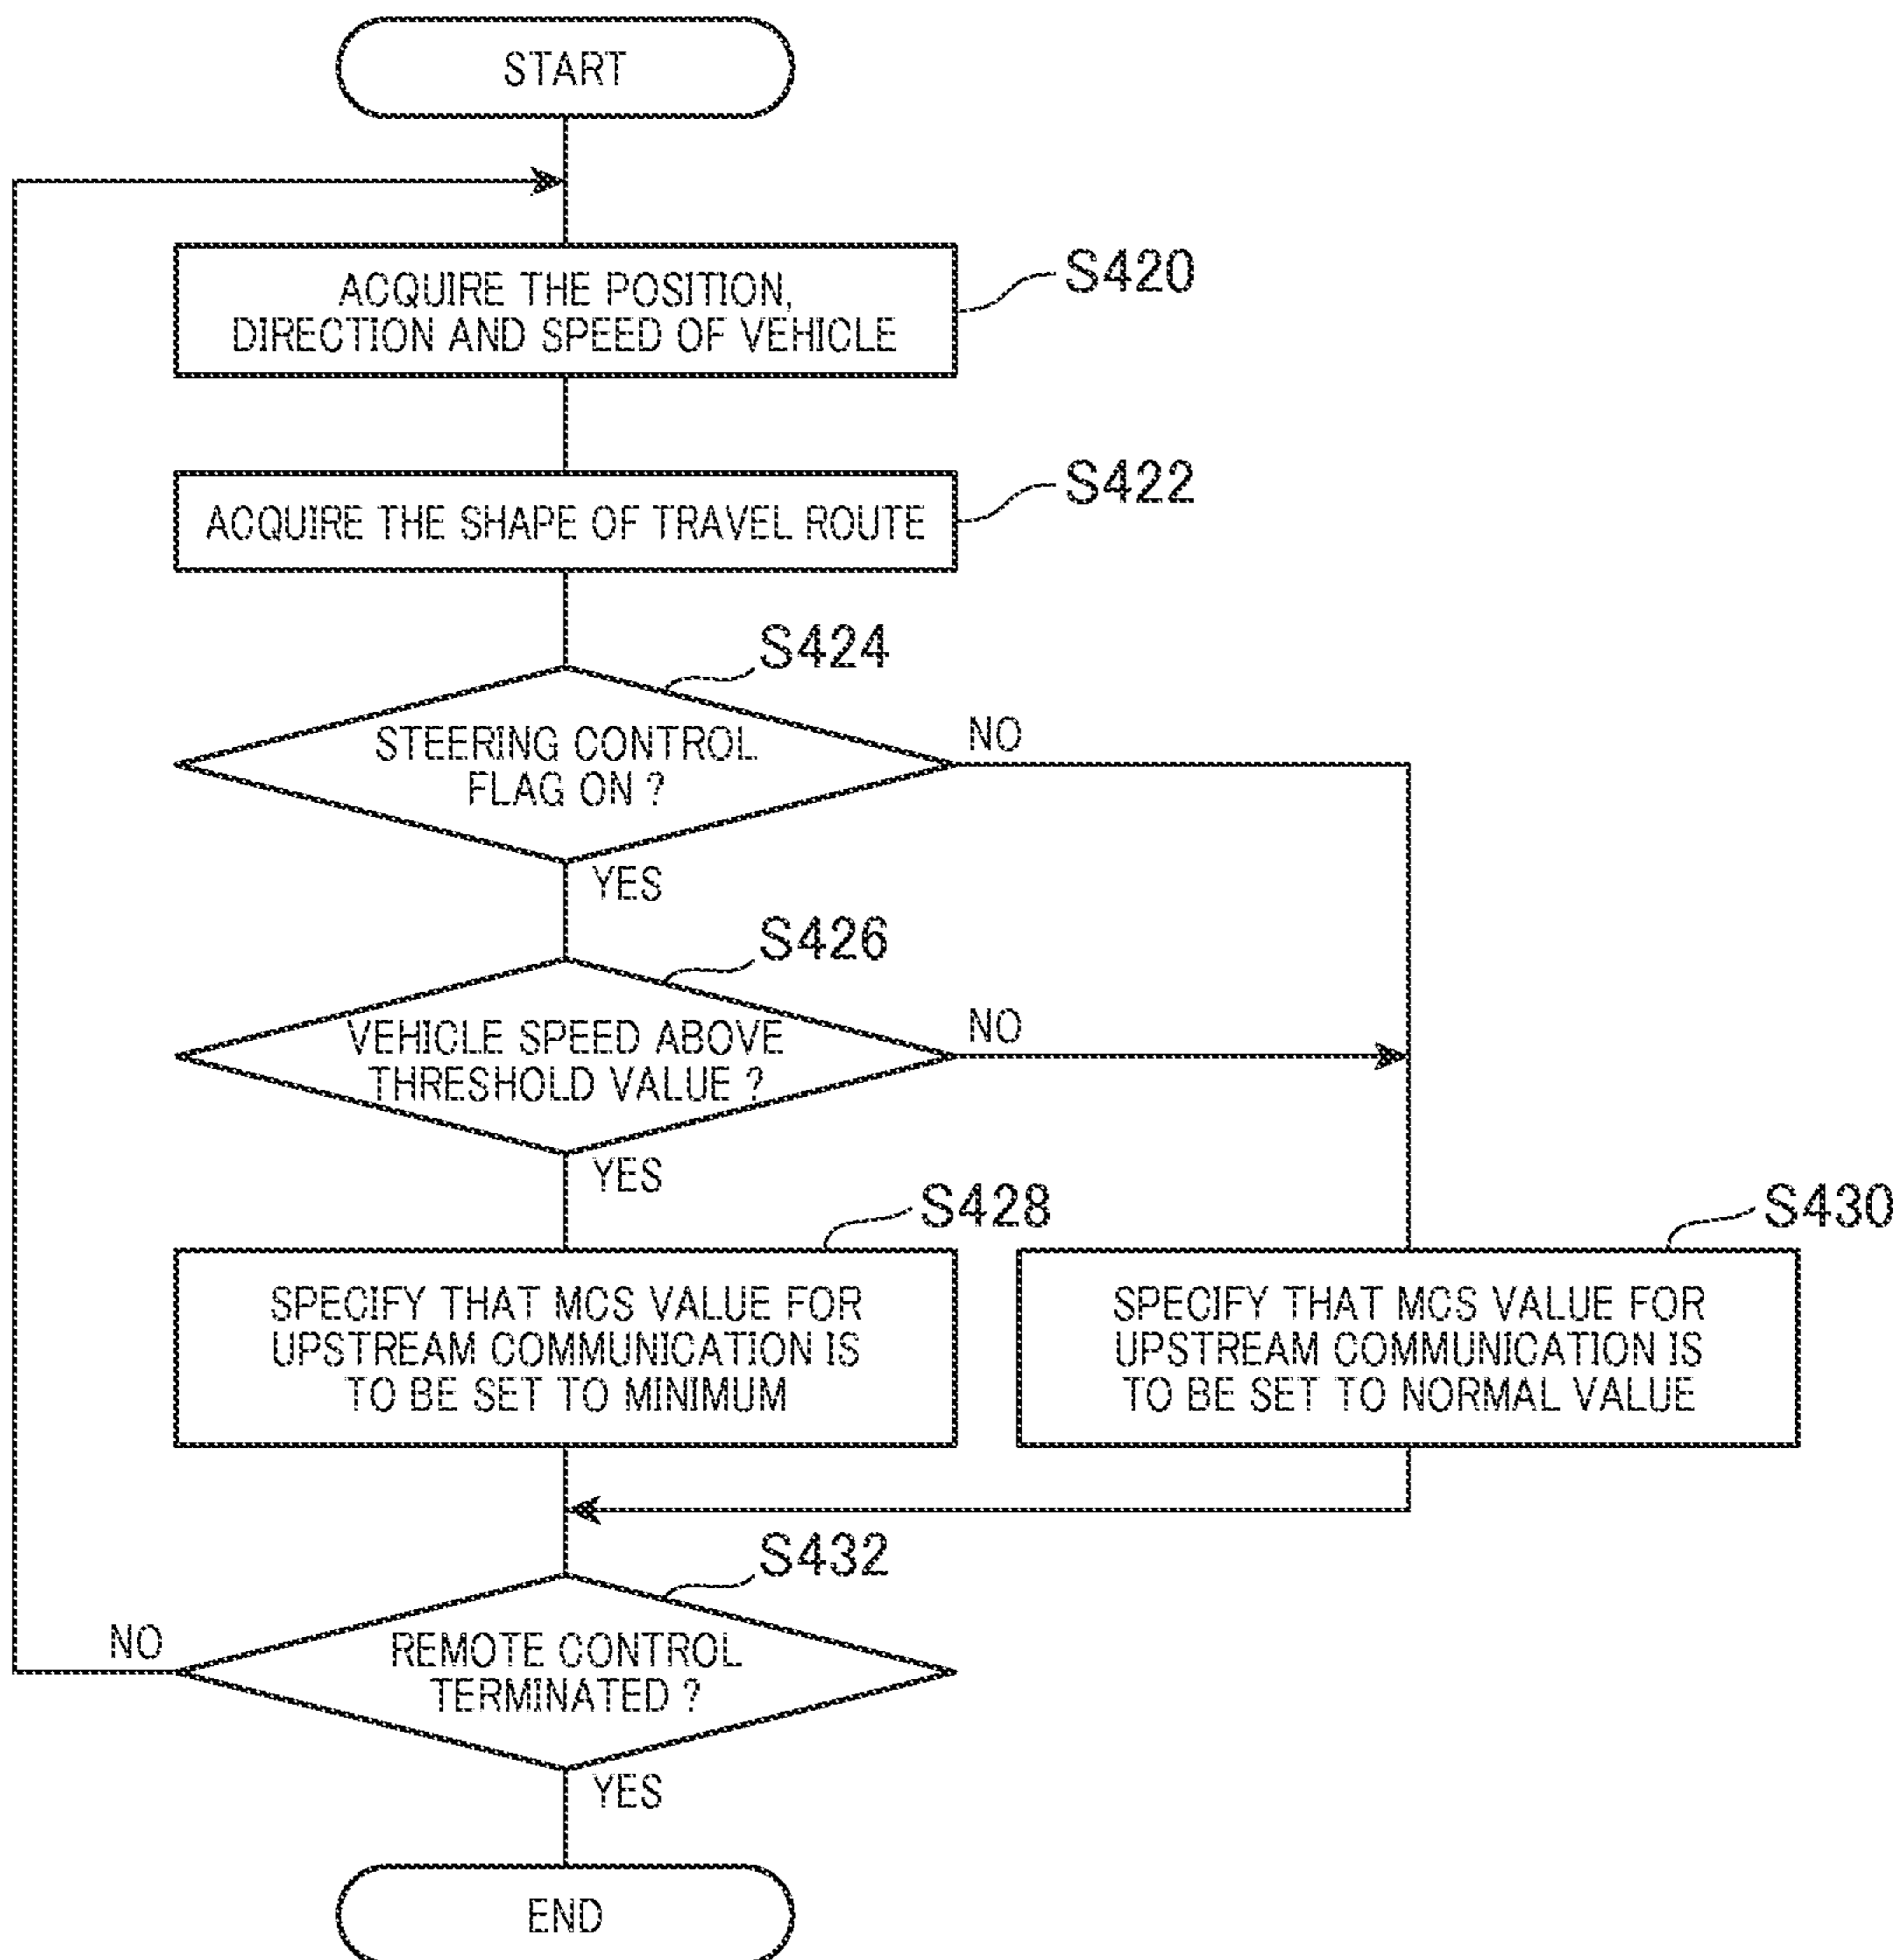 START
ACQUIRE THE POSITION,
DIRECTION AND SPEED OF VEHICLE
S420
ACQUIRE THE SHAPE OF TRAVEL ROUTE
S422
S424
STEERING CONTROL
FLAG ON ?
NO
YES
S426
VEHICLE SPEED ABOVE
THRESHOLD VALUE ?
NO
YES
S428
SPECIFY THAT MCS VALUE FOR
UPSTREAM COMMUNICATION IS
TO BE SET TO MINIMUM
S430
SPECIFY THAT MCS VALUE FOR
UPSTREAM COMMUNICATION IS
TO BE SET TO NORMAL VALUE
S432
REMOTE CONTROL
TERMINATED ?
NO
YES
END